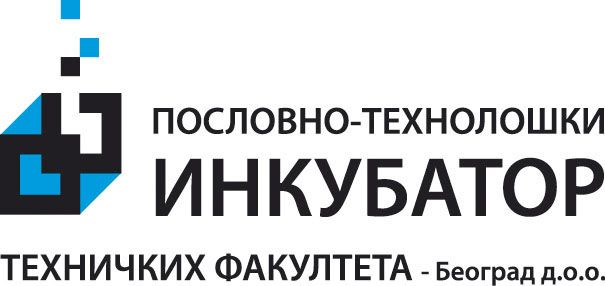 ПОСЛОВНО-ТЕХНОЛОШКИ
ИНКУБАТОР
ТЕХНИЧКИХ ФАКУЛТЕТА - Београд д.о.о.